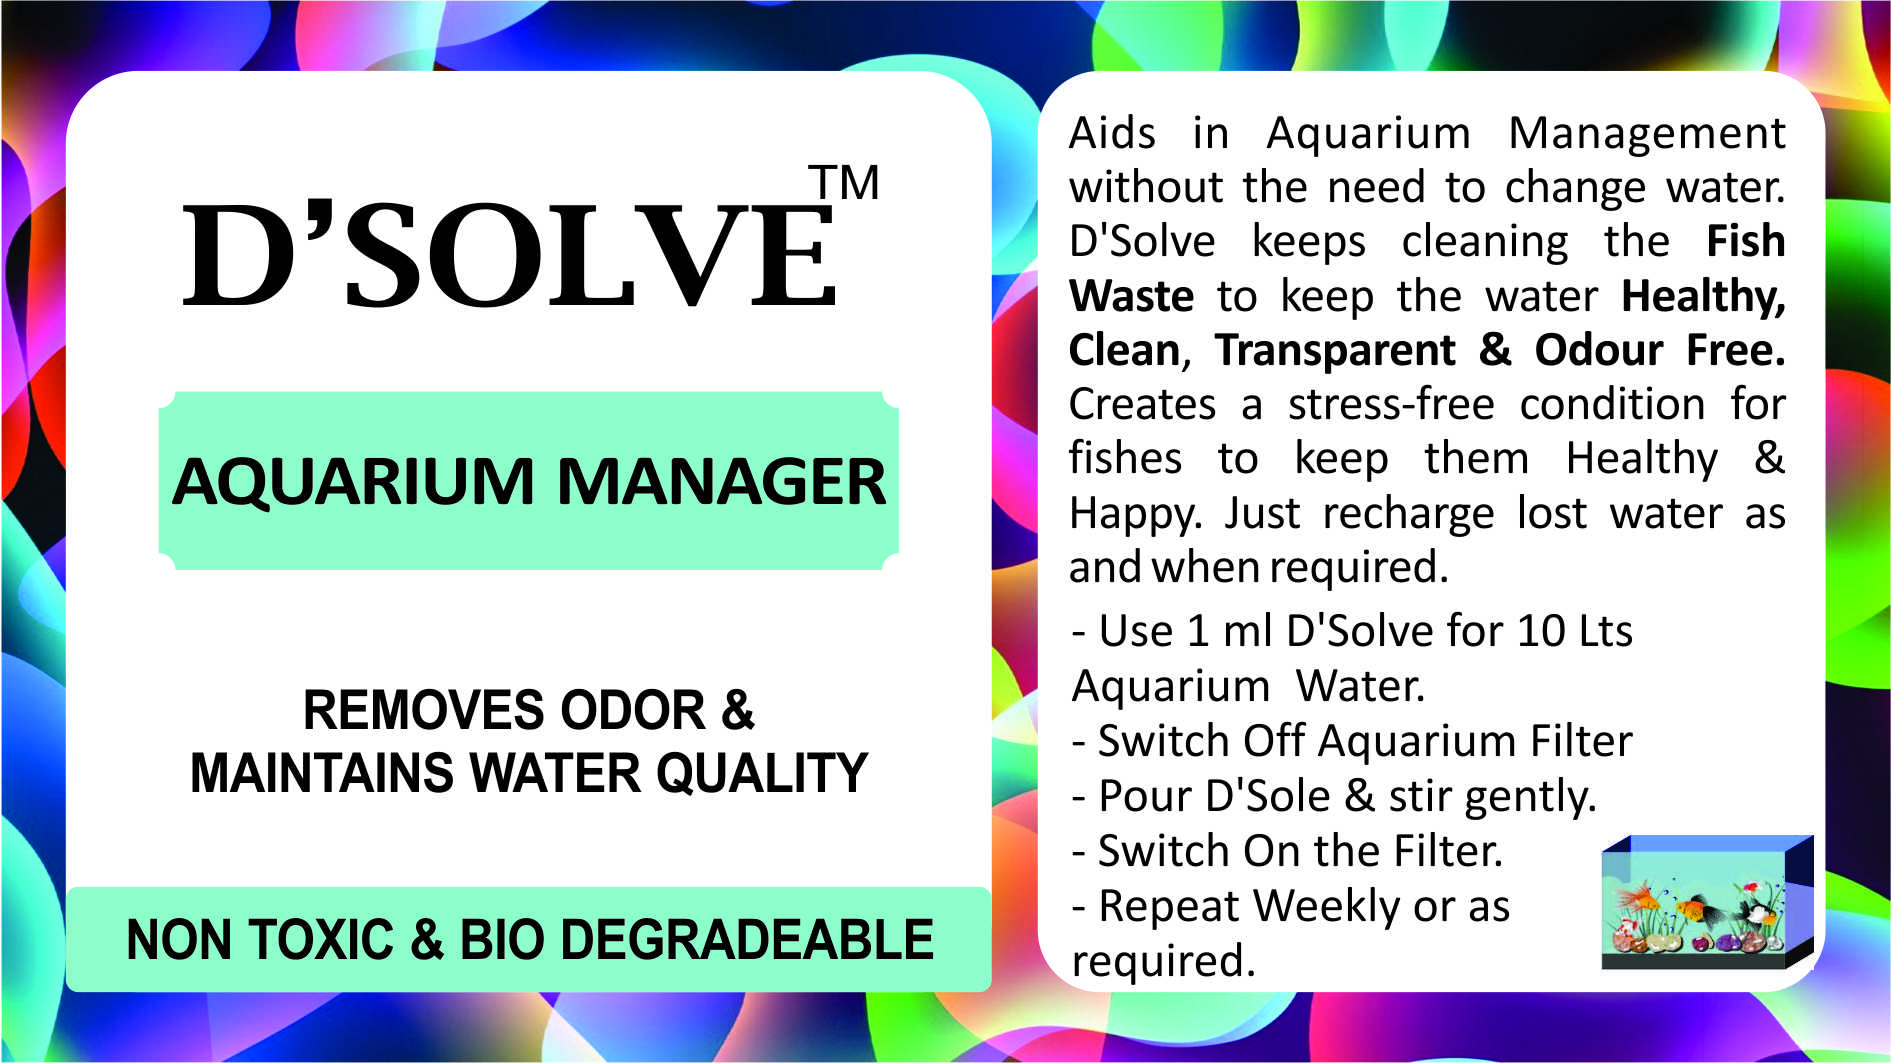 D'SOLVE™
AQUARIUM MANAGER
REMOVES ODOR &
MAINTAINS WATER QUALITY
NON TOXIC & BIO DEGRADEABLE
Aids in Aquarium Management
without the need to change water.
D'Solve keeps cleaning the Fish
Waste to keep the water Healthy,
Clean, Transparent & Odour Free.
Creates a stress-free condition for
fishes to keep them Healthy &
Happy. Just recharge lost water as
and when required.
- Use 1 ml D'Solve for 10 Lts
Aquarium Water.
- Switch Off Aquarium Filter
- Pour D'Sole & stir gently.
- Switch On the Filter.
- Repeat Weekly or as
required.